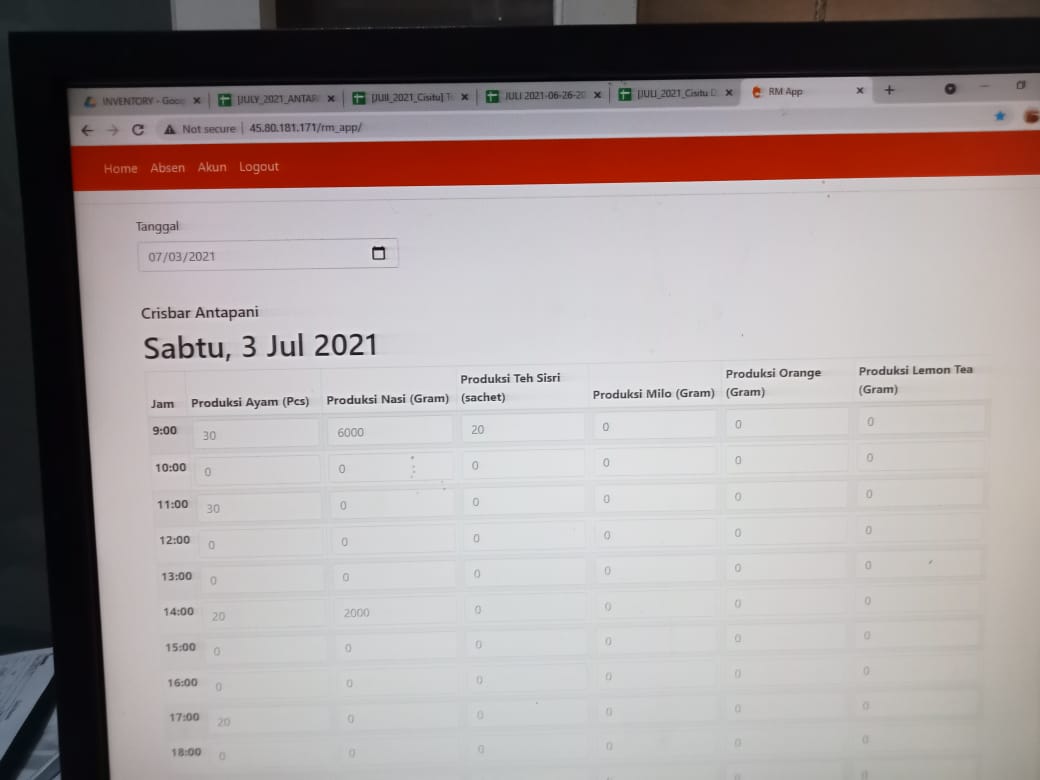 INVERTORY - Goo
[JULY_2021_ANTAR
[JUII_2021_Cisitu] T
JULI 2021-06-26-20
[JULI_2021_Cisitu D
RM App
Not secure 45.80.181.171/rm_app/
Home Absen Akun Logout
Tanggal
07/03/2021
Crisbar Antapani
Sabtu, 3 Jul 2021
Jam Produksi Ayam (Pcs) Produksi Nasi (Gram) Produksi Teh Sisri (sachet) Produksi Milo (Gram) Produksi Orange (Gram) Produksi Lemon Tea (Gram)
9:00 30 6000 20 0 0 0
10:00 0 0 0 0 0 0
11:00 30 0 0 0 0 0
12:00 0 0 0 0 0 0
13:00 0 0 0 0 0 0
14:00 20 2000 0 0 0 0
15:00 0 0 0 0 0 0
16:00 0 0 0 0 0 0
17:00 20 0 0 0 0 0
18:00 0 0 0 0 0 0
0 0 0